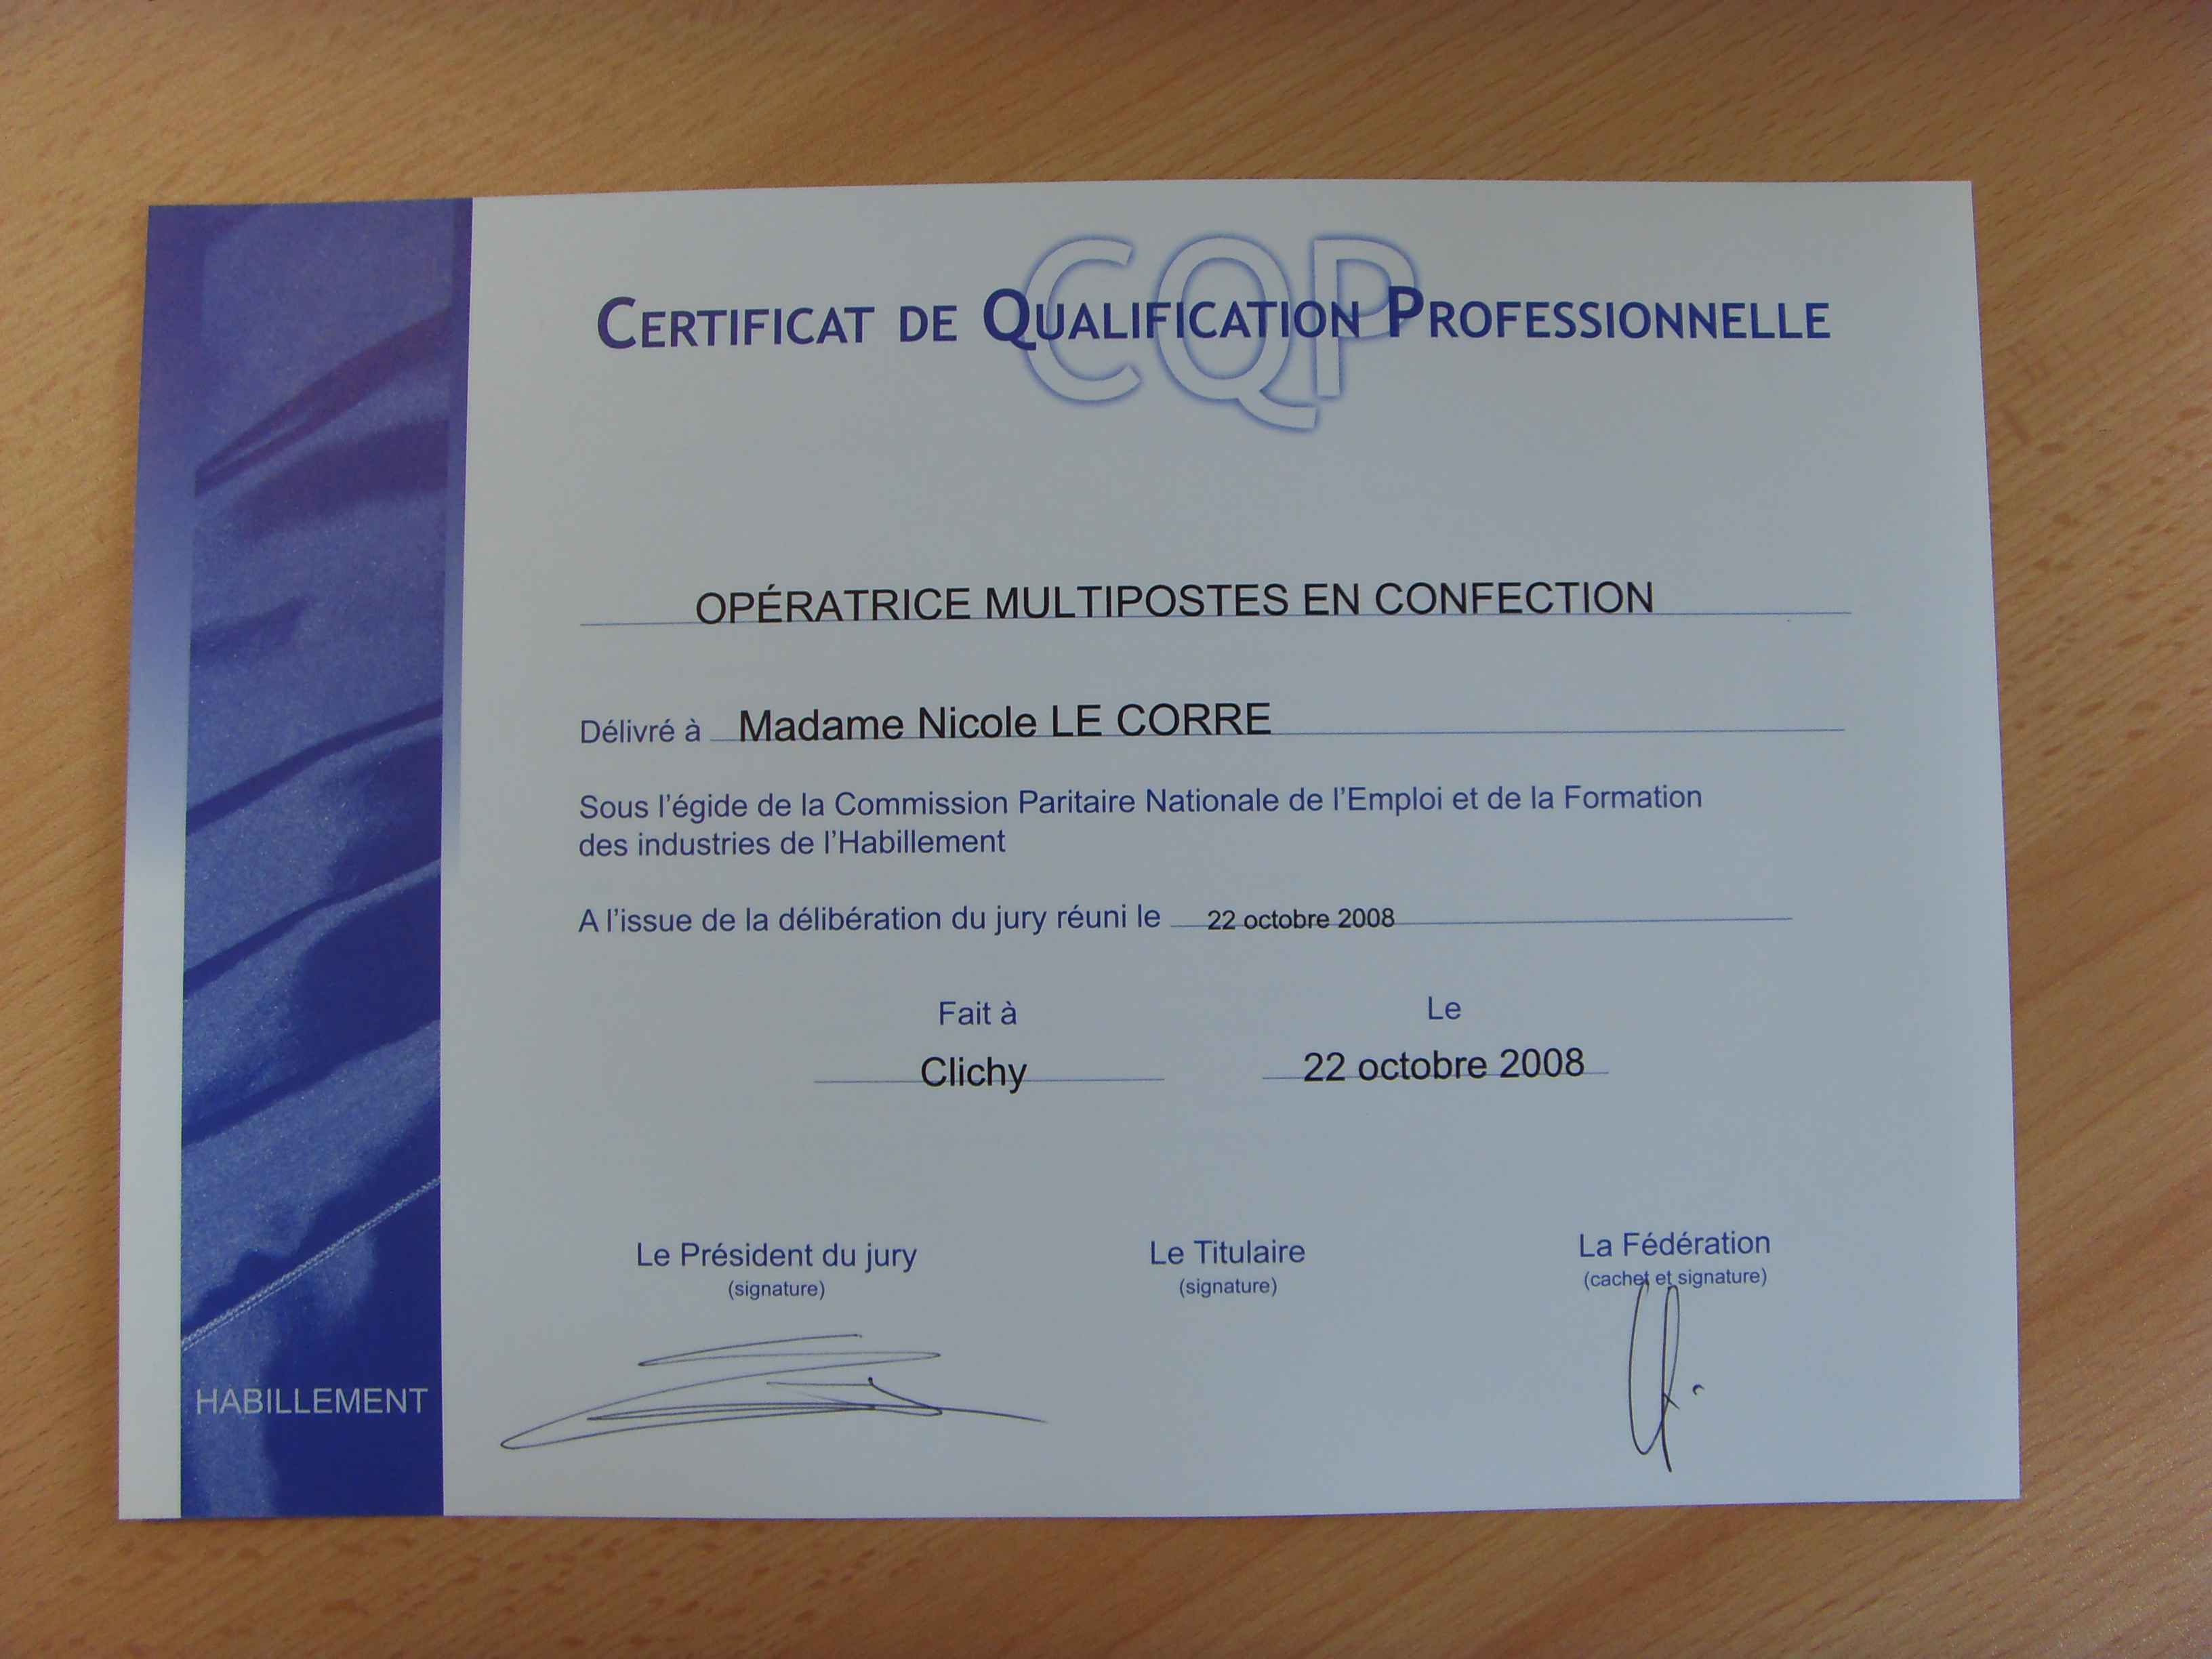 CQP
CERTIFICAT DE QUALIFICATION PROFESSIONNELLE
OPÉRATRICE MULTIPOSTES EN CONFECTION
Délivré à Madame Nicole LE CORRE
Sous l'égide de la Commission Paritaire Nationale de l'Emploi et de la Formation
des industries de l'Habillement
A l'issue de la délibération du jury réuni le 22 octobre 2008
Fait à Le
Clichy 22 octobre 2008
Le Président du jury Le Titulaire La Fédération
(signature) (signature) (cachet et signature)
HABILLEMENT